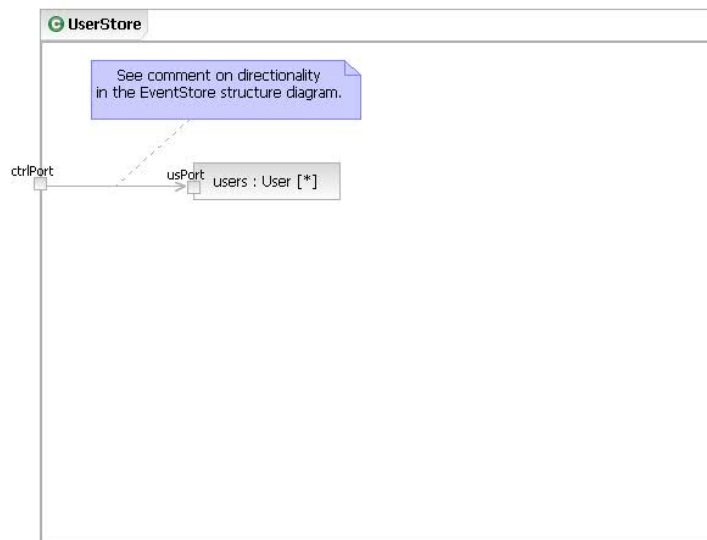 UserStore
See comment on directionality
in the EventStore structure diagram.
ctrlPort
usPort
users : User [*]